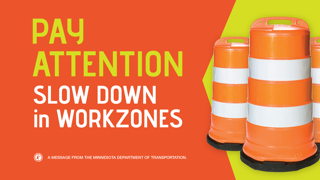 PAY
ATTENTION
SLOW DOWN
in WORKZONES
A MESSAGE FROM THE MINNESOTA DEPARTMENT OF TRANSPORTATION.